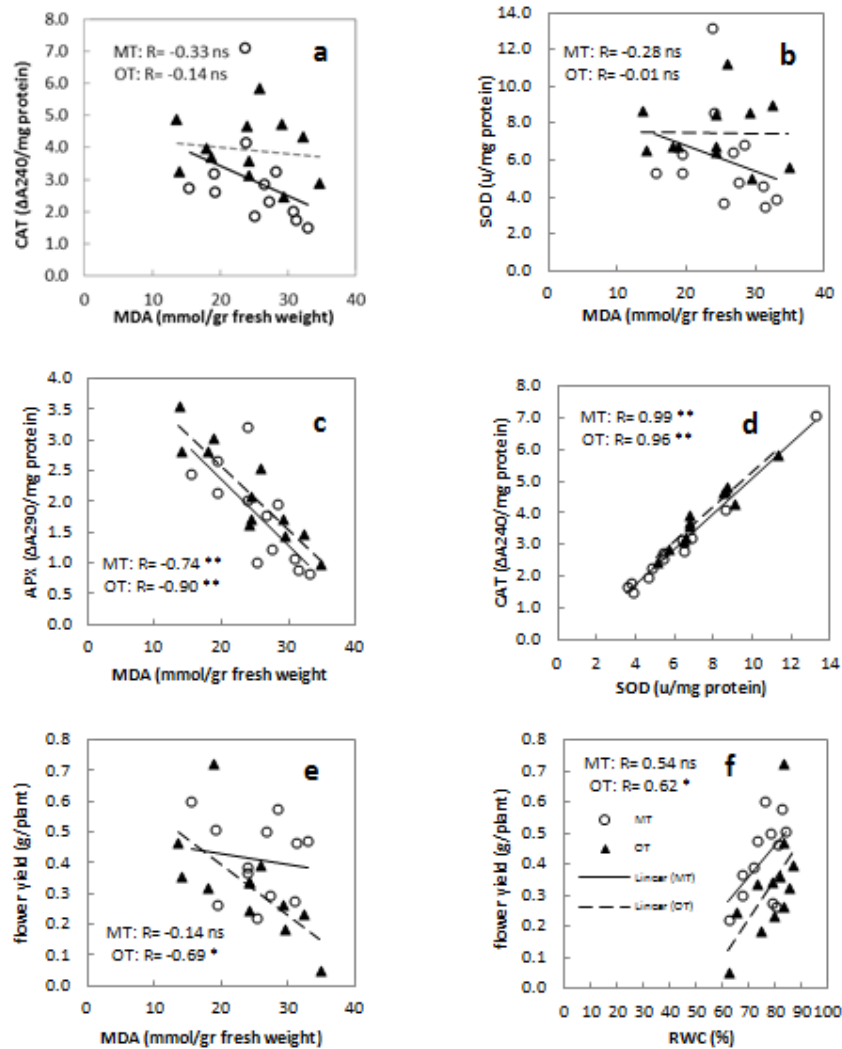 a
MT: R= -0.33 ns
OT: R= -0.14 ns
CAT (ΔA240/mg protein)
8.0
7.0
6.0
5.0
4.0
3.0
2.0
1.0
0.0
0 10 20 30 40
MDA (mmol/gr fresh weight)
b
MT: R= -0.28 ns
OT: R= -0.01 ns
SOD (u/mg protein)
14.0
12.0
10.0
8.0
6.0
4.0
2.0
0.0
0 10 20 30 40
MDA (mmol/gr fresh weight)
c
APX (ΔA290/mg protein)
4.0
3.5
3.0
2.5
2.0
1.5
1.0
0.5
0.0
MT: R= -0.74 **
OT: R= -0.90 **
0 10 20 30 40
MDA (mmol/gr fresh weight
d
MT: R= 0.99 **
OT: R= 0.96 **
CAT (ΔA240/mg protein)
8.0
7.0
6.0
5.0
4.0
3.0
2.0
1.0
0.0
2 4 6 8 10 12 14
SOD (u/mg protein)
e
flower yield (g/plant)
0.8
0.7
0.6
0.5
0.4
0.3
0.2
0.1
0.0
MT: R= -0.14 ns
OT: R= -0.69 *
0 10 20 30 40
MDA (mmol/gr fresh weight)
f
MT: R= 0.54 ns
OT: R= 0.62 *
MT
OT
Linear (MT)
Linear (OT)
flower yield (g/plant)
0.8
0.7
0.6
0.5
0.4
0.3
0.2
0.1
0.0
0 10 20 30 40 50 60 70 80 90 100
RWC (%)